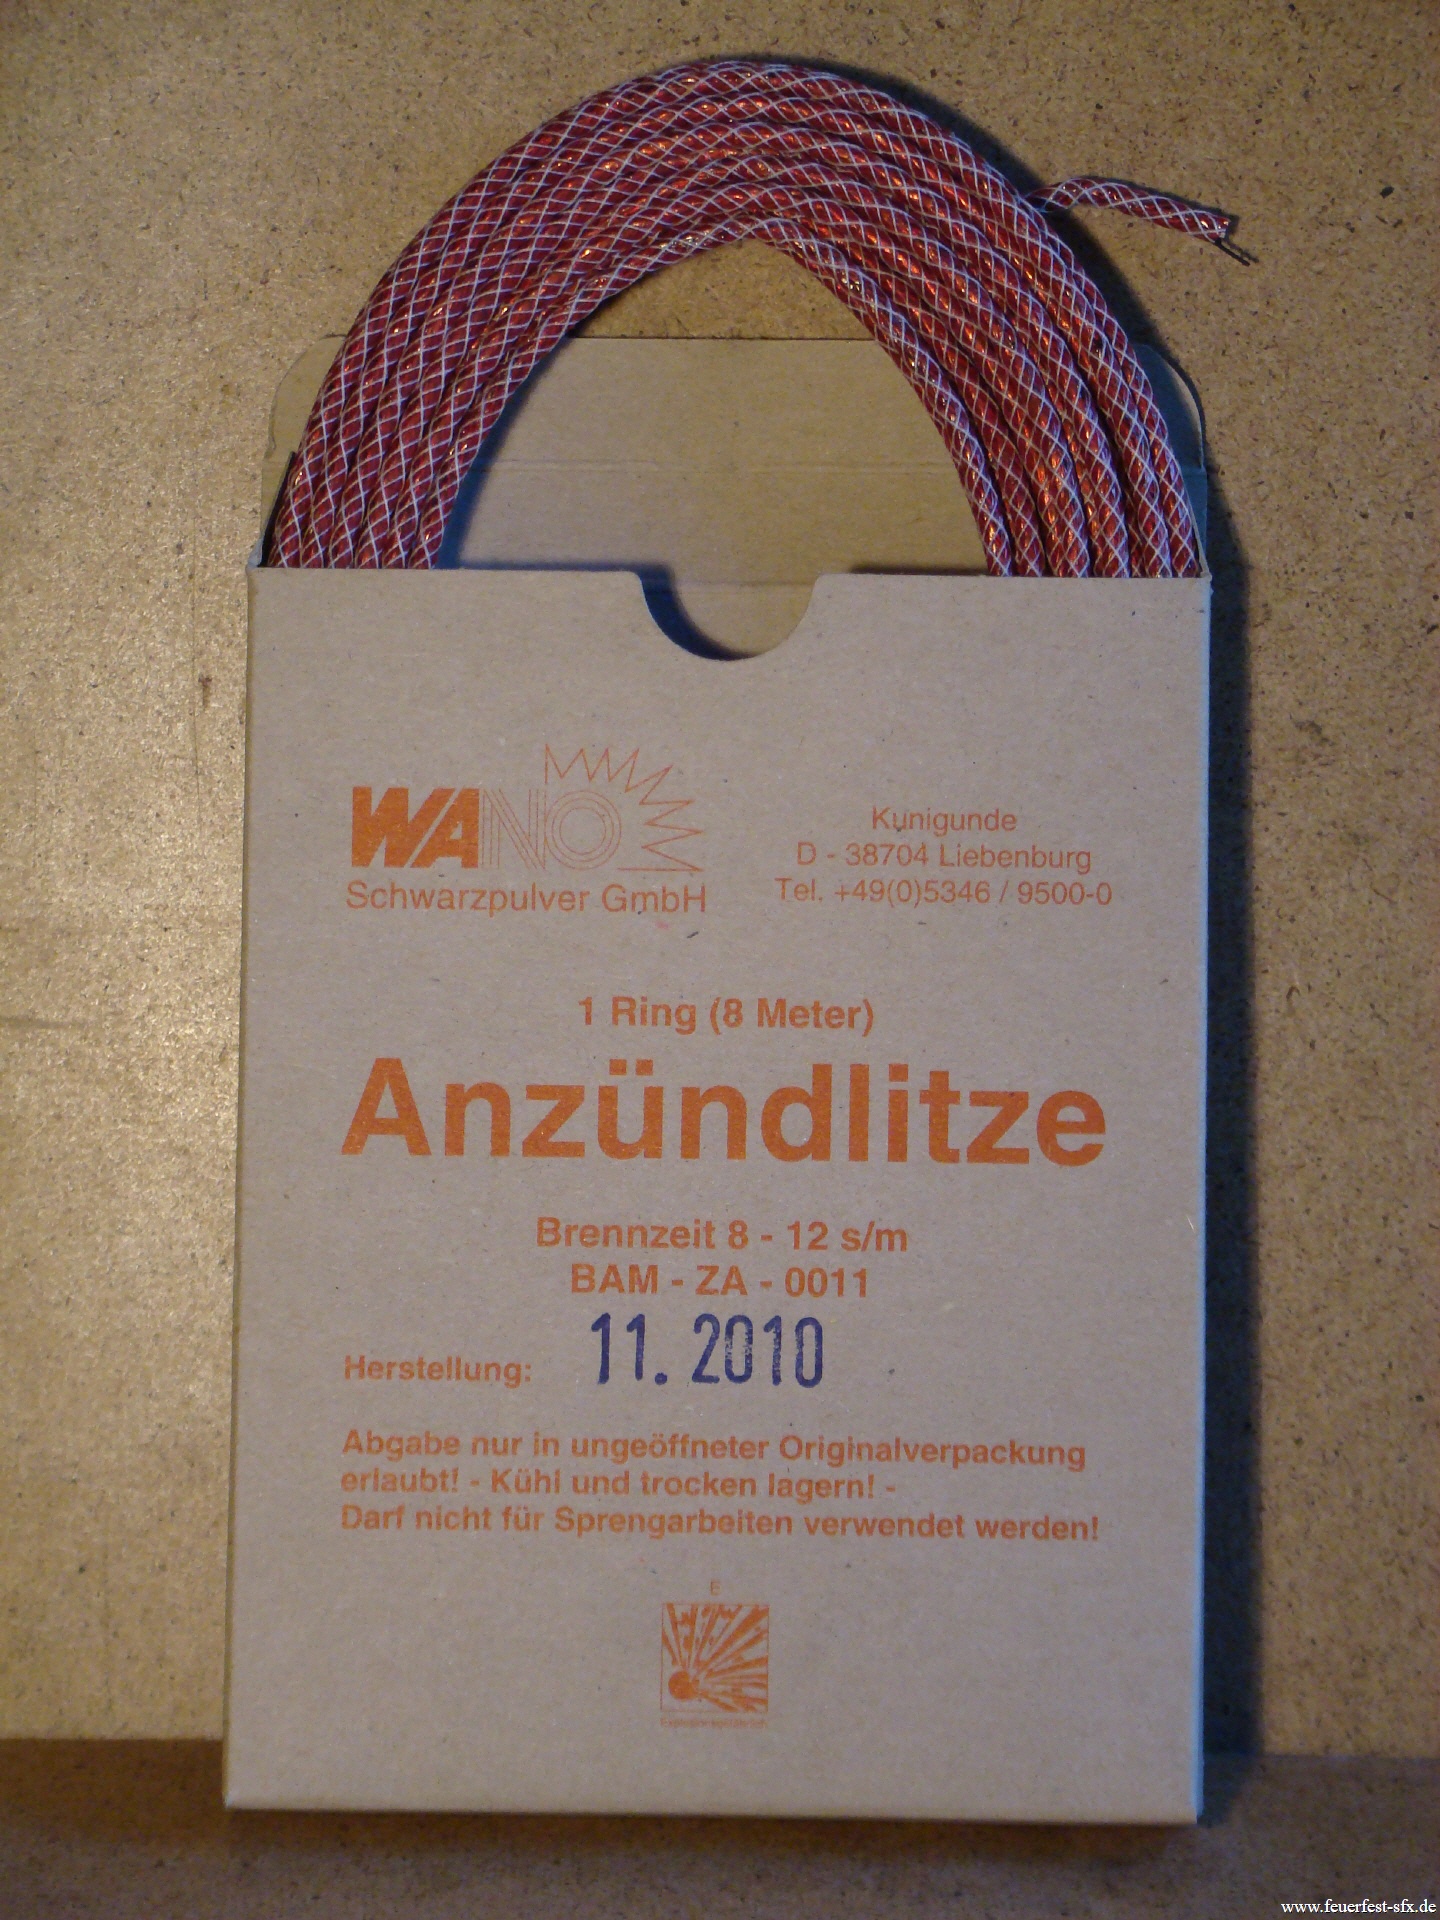 WANO
Schwarzpulver GmbH
Kunigunde
D - 38704 Liebenburg
Tel. +49(0)5346 / 9500-0
1 Ring (8 Meter)
Anzündlitze
Brennzeit 8 - 12 s/m
BAM - ZA - 0011
Herstellung: 11.2010
Abgabe nur in ungeöffneter Originalverpackung
erlaubt! - Kühl und trocken lagern! -
Darf nicht für Sprengarbeiten verwendet werden!
E
Explosionsgefährlich
www.feuerfest-sfx.de